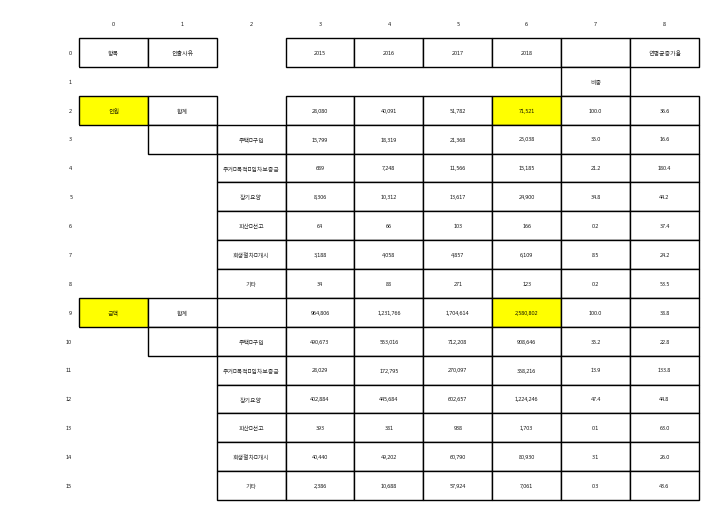 0 1 2 3 4 5 6 7 8
0 항목 인출사유 2015 2016 2017 2018 연평균증가율
1 비중
2 인원 합계 28,080 40,091 51,782 71,521 100.0 36.6
3 주택□구입 15,799 18,319 21,368 25,038 35.0 16.6
4 주거□목적□임차보증금 689 7,248 11,566 15,185 21.2 180.4
5 장기요양 8,306 10,312 13,617 24,900 34.8 44.2
6 파산□선고 64 66 103 166 0.2 37.4
7 회생절차□개시 3,188 4,058 4,857 6,109 8.5 24.2
8 기타 34 88 271 123 0.2 53.5
9 금액 합계 964,806 1,231,766 1,704,614 2,580,802 100.0 38.8
10 주택□구입 490,673 553,016 712,208 908,646 35.2 22.8
11 주거□목적□임차보증금 28,029 172,795 270,097 358,216 13.9 133.8
12 장기요양 402,884 445,684 602,657 1,224,246 47.4 44.8
13 파산□선고 393 381 938 1,703 0.1 63.0
14 회생절차□개시 40,440 49,202 60,790 80,930 3.1 26.0
15 기타 2,386 10,688 57,924 7,061 0.3 43.6